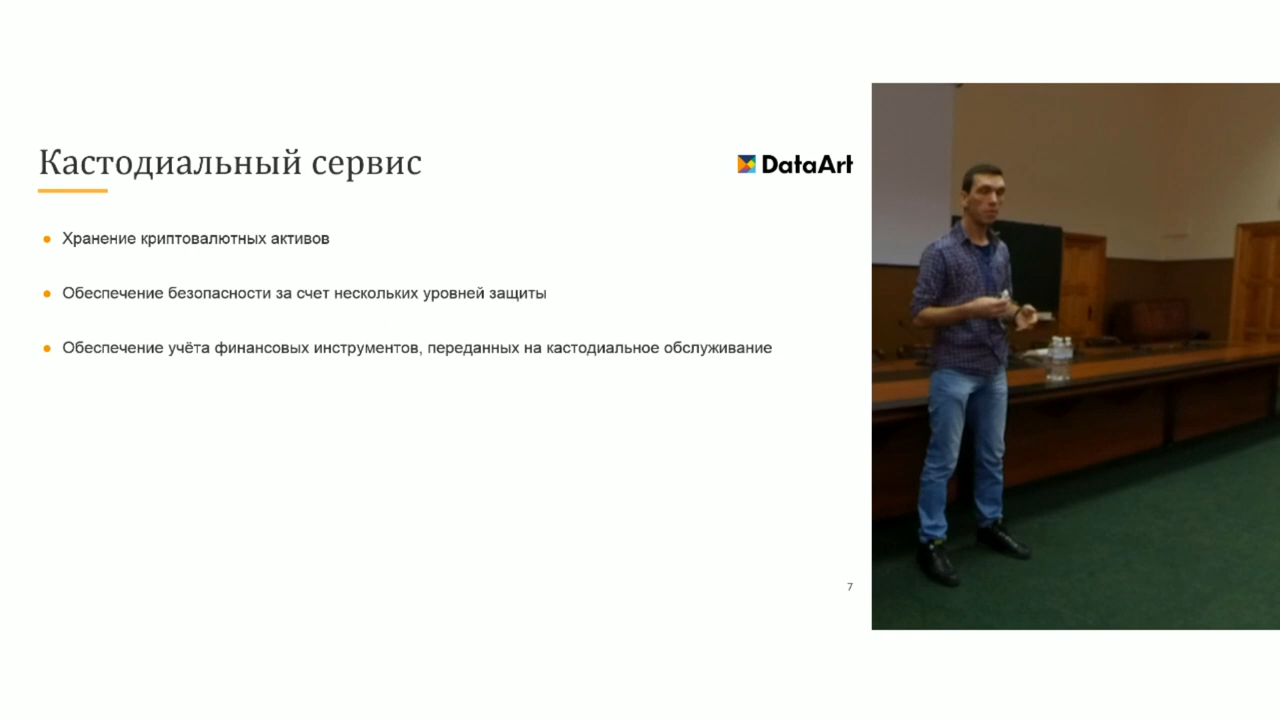 Кастодиальный сервис
DataArt
Хранение криптовалютных активов
Обеспечение безопасности за счет нескольких уровней защиты
Обеспечение учёта финансовых инструментов, переданных на кастодиальное обслуживание
7